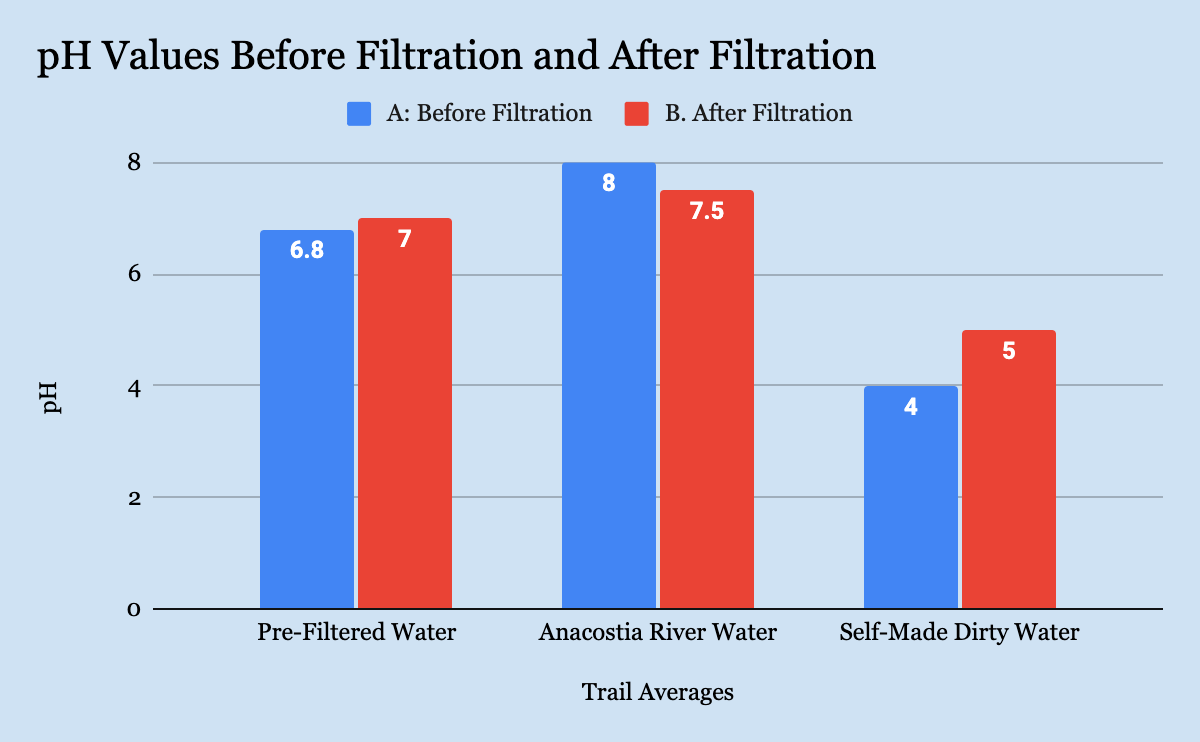 pH Values Before Filtration and After Filtration
A: Before Filtration B. After Filtration
8
6
4
2
0
pH
6.8 7 8 7.5 4 5
Pre-Filtered Water Anacostia River Water Self-Made Dirty Water
Trail Averages